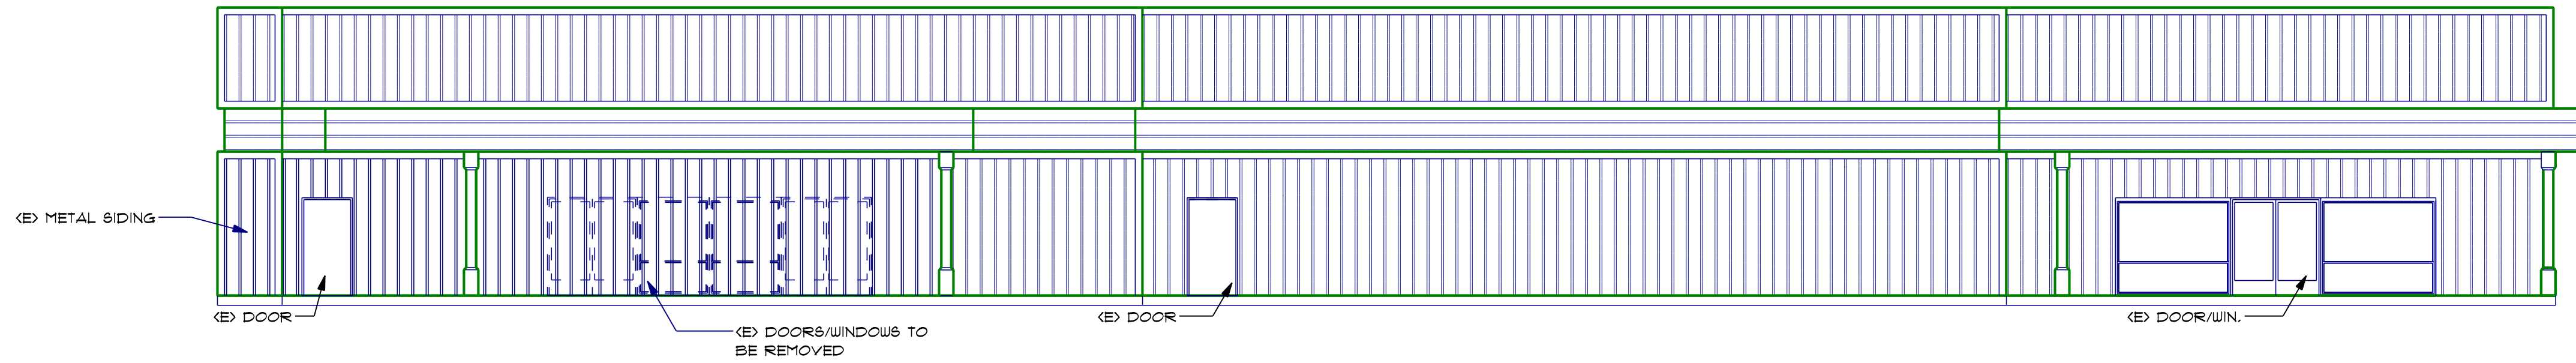 <E> METAL SIDING
<E> DOOR
<E> DOORS/WINDOWS TO
BE REMOVED
<E> DOOR
<E> DOOR/WIN.